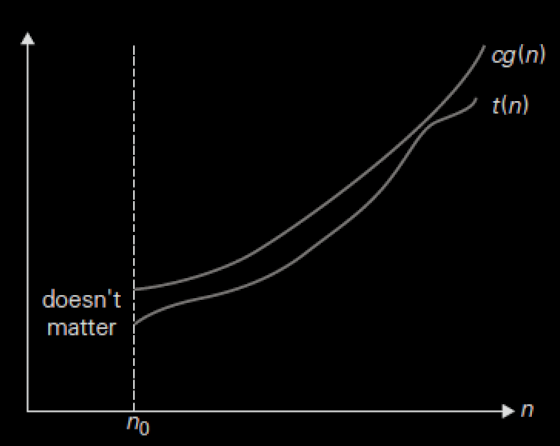 cg(n)
t(n)
doesn't
matter
n
n₀